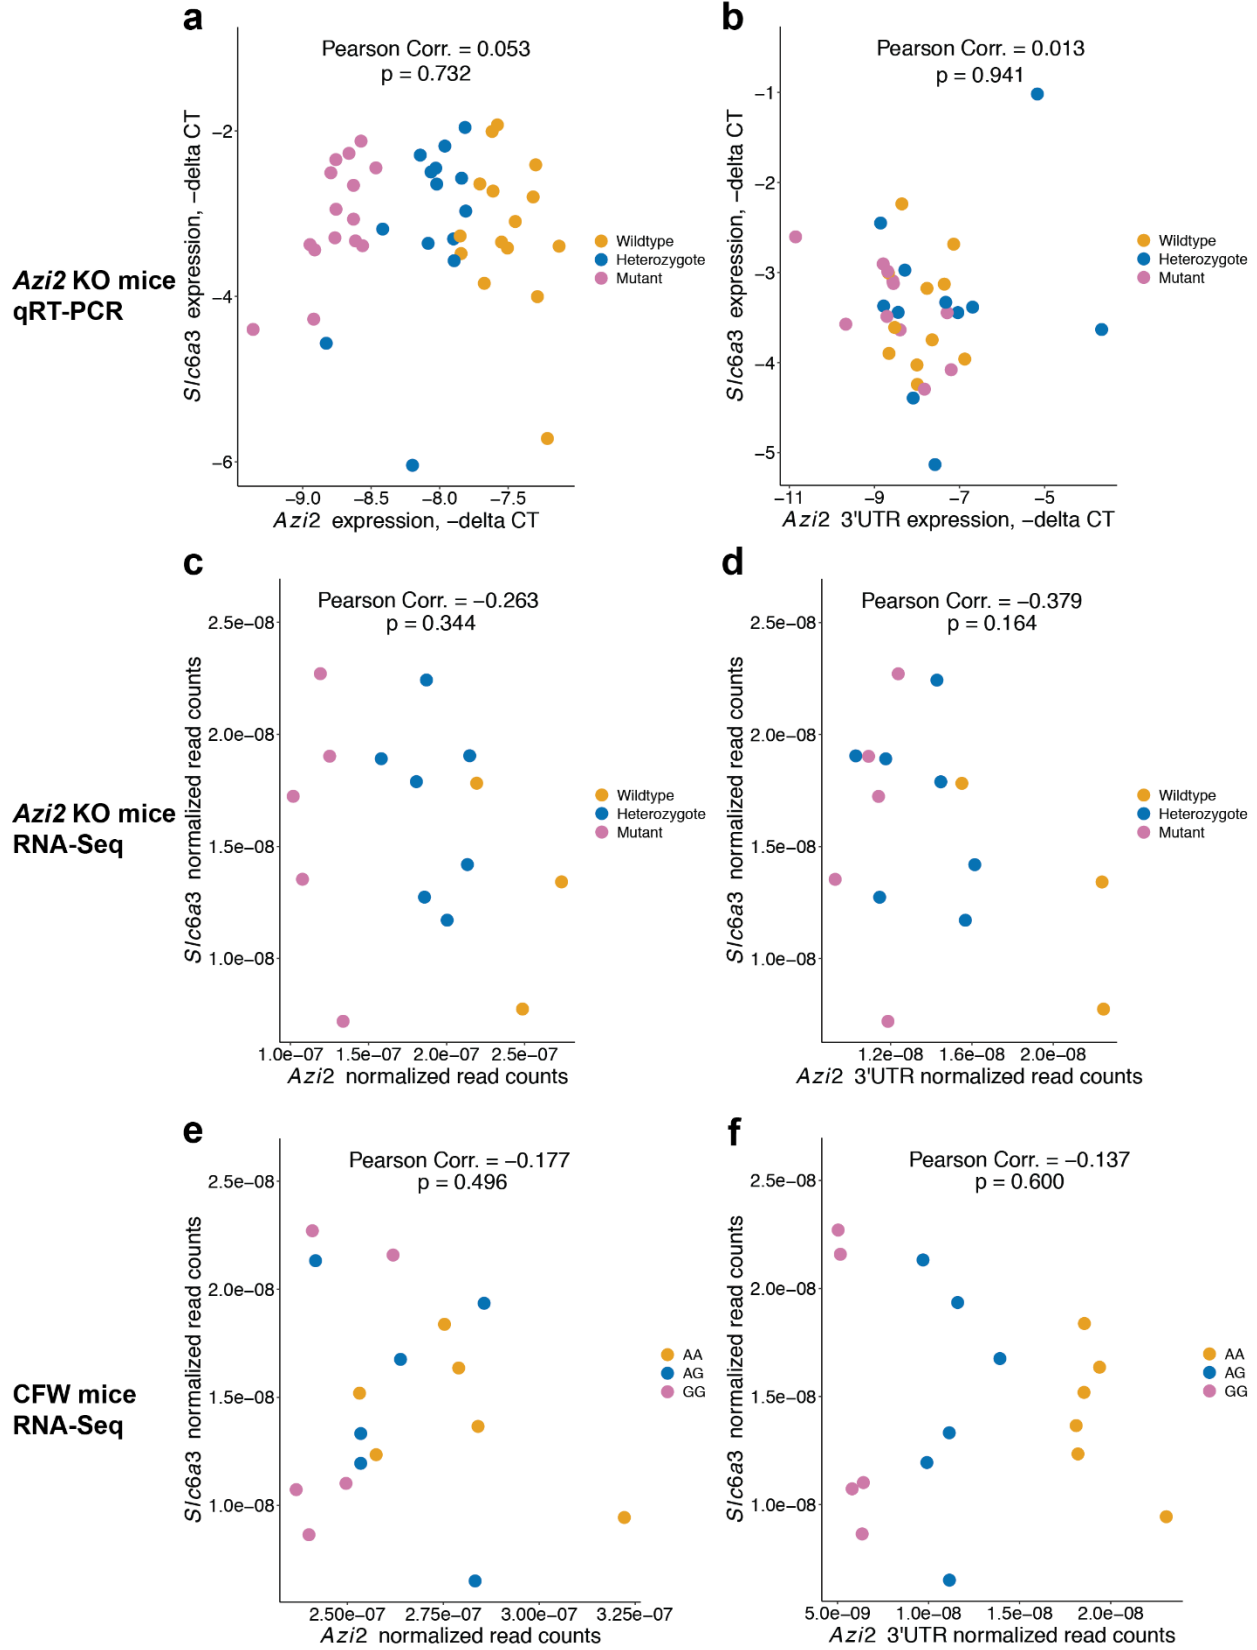 a
Pearson Corr. = 0.053
p = 0.732
Slc6a3 expression, −delta CT
−2
−4
−6
−9.0 −8.5 −8.0 −7.5
Azi2 expression, −delta CT
Wildtype
Heterozygote
Mutant
b
Pearson Corr. = 0.013
p = 0.941
Slc6a3 expression, −delta CT
−1
−2
−3
−4
−5
−11 −9 −7 −5
Azi2 3'UTR expression, −delta CT
Wildtype
Heterozygote
Mutant
Azi2 KO mice
qRT-PCR
c
Pearson Corr. = −0.263
p = 0.344
Slc6a3 normalized read counts
2.5e−08
2.0e−08
1.5e−08
1.0e−08
1.0e−07 1.5e−07 2.0e−07 2.5e−07
Azi2 normalized read counts
Wildtype
Heterozygote
Mutant
d
Pearson Corr. = −0.379
p = 0.164
Slc6a3 normalized read counts
2.5e−08
2.0e−08
1.5e−08
1.0e−08
1.2e−08 1.6e−08 2.0e−08
Azi2 3'UTR normalized read counts
Wildtype
Heterozygote
Mutant
Azi2 KO mice
RNA-Seq
e
Pearson Corr. = −0.177
p = 0.496
Slc6a3 normalized read counts
2.5e−08
2.0e−08
1.5e−08
1.0e−08
2.50e−07 2.75e−07 3.00e−07 3.25e−07
Azi2 normalized read counts
AA
AG
GG
f
Pearson Corr. = −0.137
p = 0.600
Slc6a3 normalized read counts
2.5e−08
2.0e−08
1.5e−08
1.0e−08
5.0e−09 1.0e−08 1.5e−08 2.0e−08
Azi2 3'UTR normalized read counts
AA
AG
GG
CFW mice
RNA-Seq